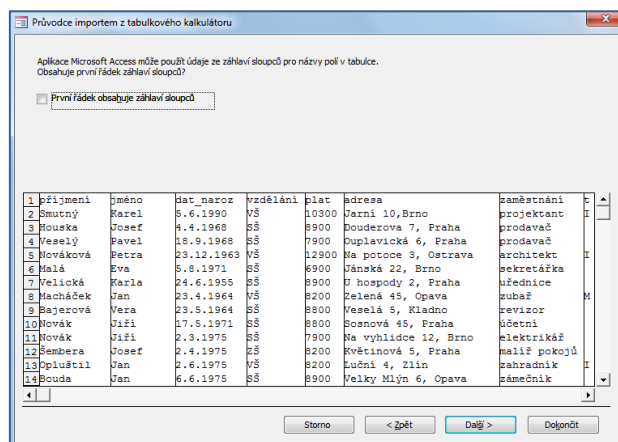 Průvodce importem z tabulkového kalkulátoru
Aplikace Microsoft Access může použít údaje ze záhlaví sloupců pro názvy polí v tabulce.
Obsahuje první řádek záhlaví sloupců?
První řádek obsahuje záhlaví sloupců
1 příjmení jméno dat_naroz vzdělání plat adresa zaměstnání t
2 Smutný Karel 5.6.1990 VŠ 10300 Jarní 10,Brno projektant I
3 Houska Josef 4.4.1968 SŠ 8900 Douderova 7, Praha prodavač
4 Veselý Pavel 18.9.1968 SŠ 7900 Ouplavická 6, Praha prodavač
5 Nováková Petra 23.12.1963 VŠ 12900 Na potoce 3, Ostrava architekt I
6 Malá Eva 5.8.1971 SŠ 6900 Jánská 22, Brno sekretářka
7 Velická Karla 24.6.1955 SŠ 8900 U hospody 2, Praha uřednice
8 Macháček Jan 23.4.1964 VŠ 8200 Zelená 45, Opava zubař M
9 Bajerová Vera 23.5.1964 SŠ 8800 Veselá 5, Kladno revizor
10 Novák Jiří 17.5.1971 SŠ 8800 Sosnová 45, Praha účetní
11 Novák Jiří 2.3.1975 SŠ 7900 Na vyhlídce 12, Brno elektrikář
12 Šembera Josef 2.4.1975 ZŠ 8200 Květinová 5, Praha malíř pokojů
13 Opluštil Jan 2.6.1975 VŠ 8200 Luční 4, Zlín zahradník I
14 Bouda Jan 6.6.1975 SŠ 8900 Velky Mlýn 6, Opava zámečník
Storno < Zpět Další > Dokončit